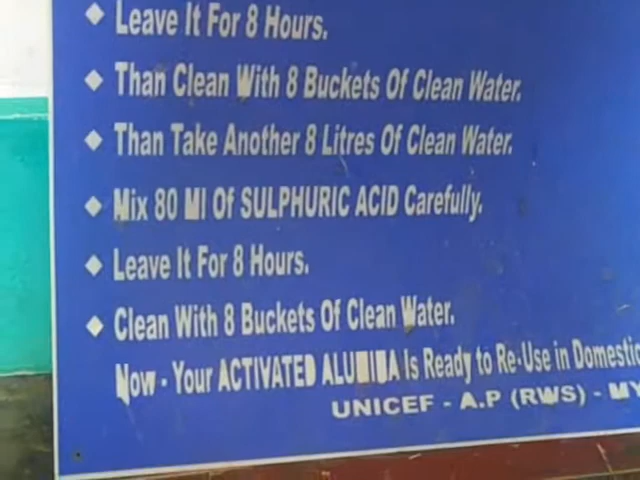 ◆ Leave It For 8 Hours.
◆ Than Clean With 8 Buckets Of Clean Water.
◆ Than Take Another 8 Litres Of Clean Water.
◆ Mix 80 Ml Of SULPHURIC ACID Carefully.
◆ Leave It For 8 Hours.
◆ Clean With 8 Buckets Of Clean Water.
Now - Your ACTIVATED ALUMINA Is Ready to Re-Use in Domestic
UNICEF - A.P (RWS) - MY